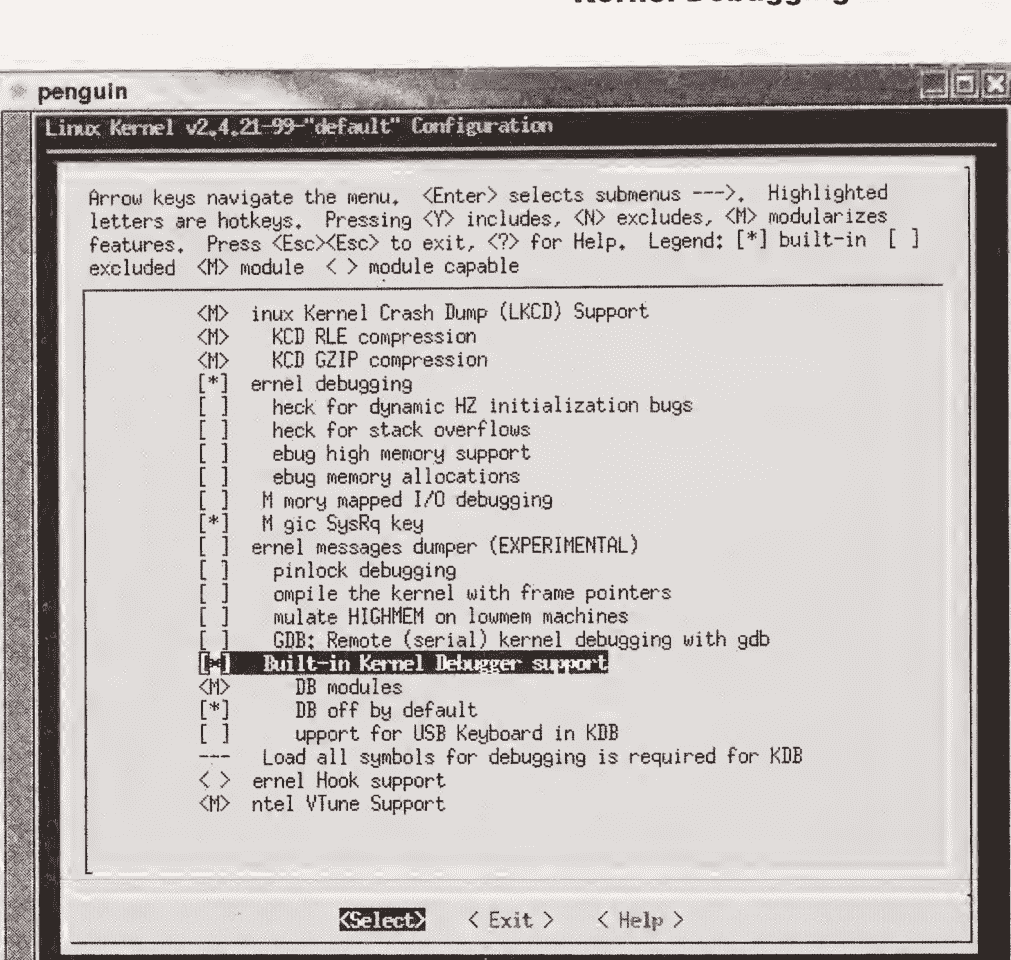 Kernel Debugging
penguin
Linux Kernel v2.4.21-99-"default" Configuration
Arrow keys navigate the menu. <Enter> selects submenus --->. Highlighted
letters are hotkeys. Pressing <Y> includes, <N> excludes, <M> modularizes
features. Press <Esc><Esc> to exit, <?> for Help. Legend: [*] built-in [ ]
excluded <M> module < > module capable
<M> inux Kernel Crash Dump (LKCD) Support
<M> KCD RLE compression
<M> KCD GZIP compression
[*] ernel debugging
[ ] heck for dynamic HZ initialization bugs
[ ] heck for stack overflows
[ ] ebug high memory support
[ ] ebug memory allocations
[ ] M mory mapped I/O debugging
[*] M gic SysRq key
[ ] ernel messages dumper (EXPERIMENTAL)
[ ] pinlock debugging
[ ] ompile the kernel with frame pointers
[ ] mulate HIGHMEM on lowmem machines
[ ] GDB: Remote (serial) kernel debugging with gdb
[*] Built-in Kernel Debugger support
<M> DB modules
[*] DB off by default
[ ] upport for USB Keyboard in KDB
--- Load all symbols for debugging is required for KDB
< > ernel Hook support
<M> ntel VTune Support
<Select> < Exit > < Help >